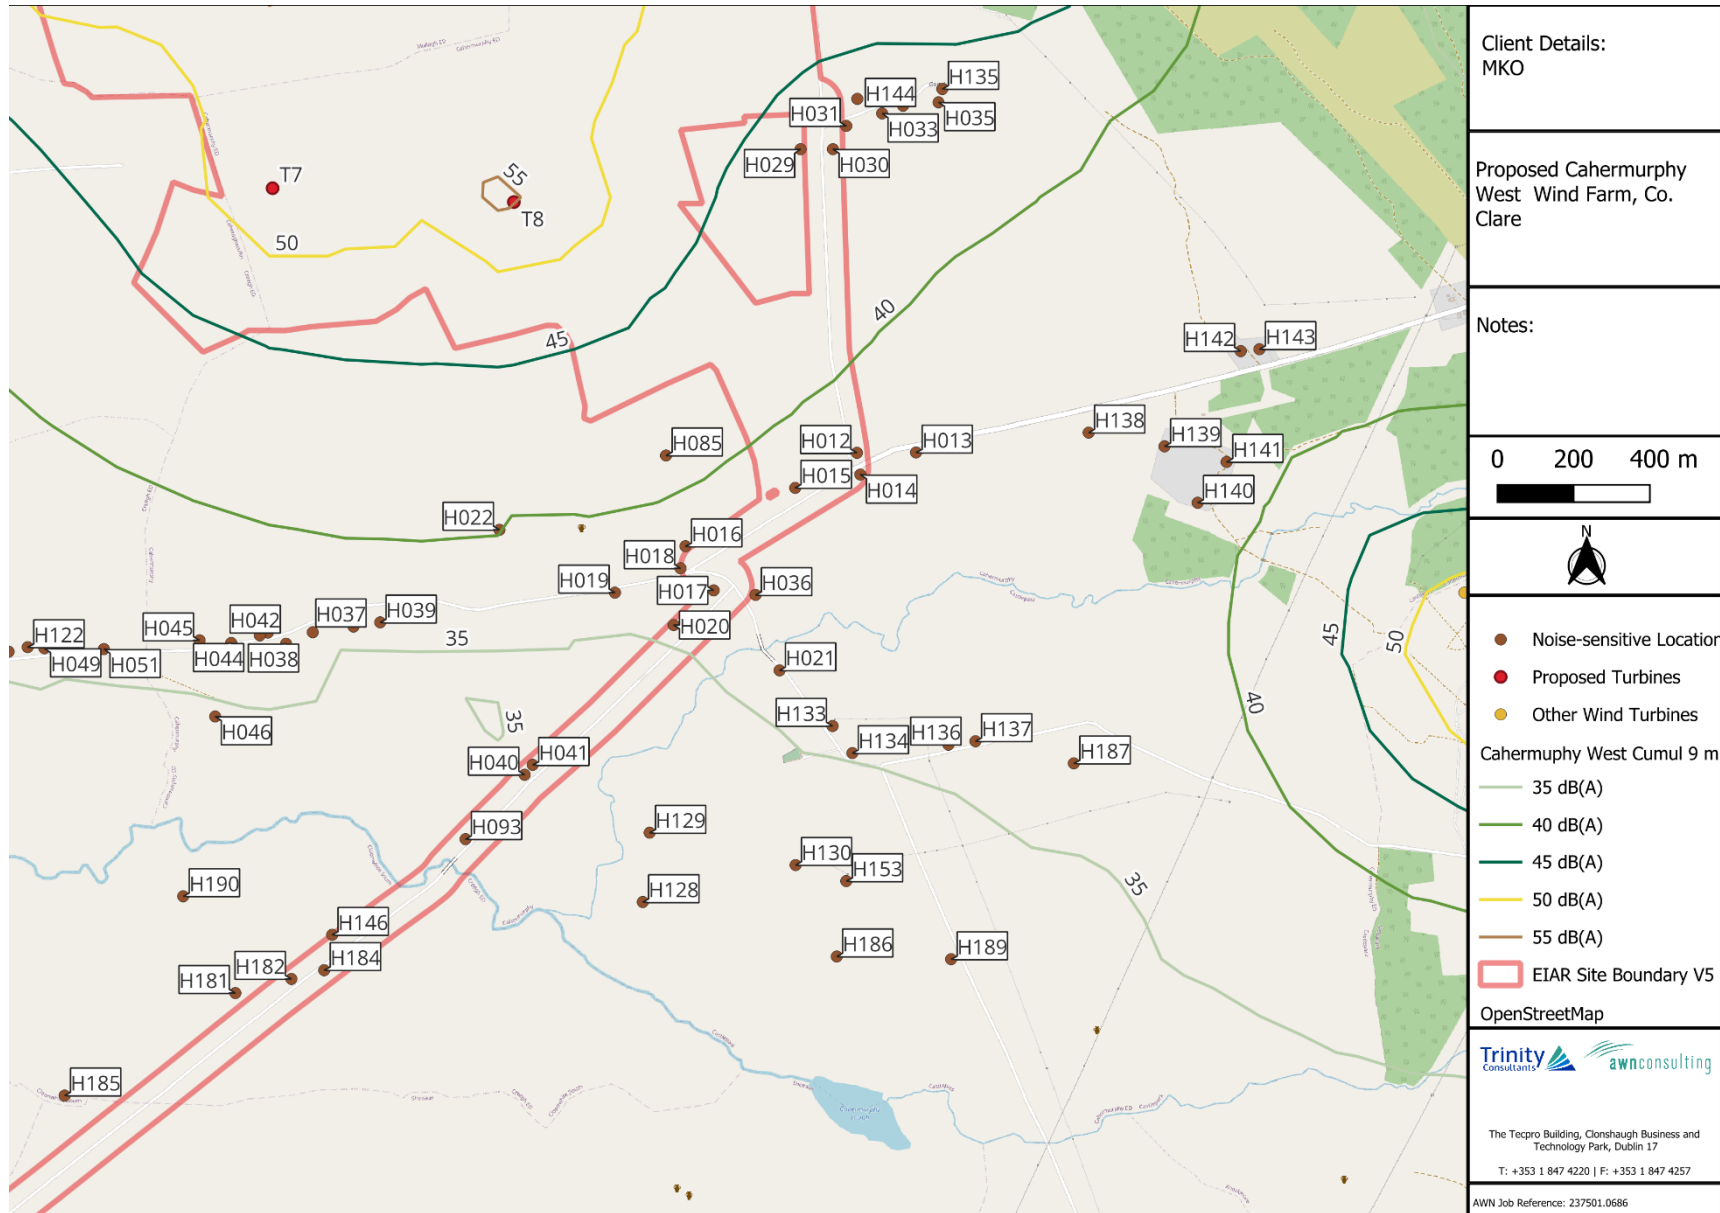 Client Details:
MKO
Proposed Cahermurphy
West Wind Farm, Co.
Clare
Notes:
0 200 400 m
N
Noise-sensitive Location
Proposed Turbines
Other Wind Turbines
Cahermuphy West Cumul 9 m
35 dB(A)
40 dB(A)
45 dB(A)
50 dB(A)
55 dB(A)
EIAR Site Boundary V5
OpenStreetMap
Trinity
Consultants
awnconsulting
The Tecpro Building, Clonshaugh Business and
Technology Park, Dublin 17
T: +353 1 847 4220 | F: +353 1 847 4257
AWN Job Reference: 237501.0686
H135
H144
H031
H033
H035
H029
H030
T7
55
T8
50
40
45
H142
H143
H138
H139
H141
H140
H012
H013
H085
H015
H014
H022
H016
H018
H019
H017
H036
H020
H037
H039
H042
H045
H044
H038
H122
H049
H051
35
H021
45
50
40
H046
35
H133
H134
H136
H137
H187
H040
H041
H093
H129
H130
H153
35
H128
H190
H146
H186
H189
H182
H184
H181
H185